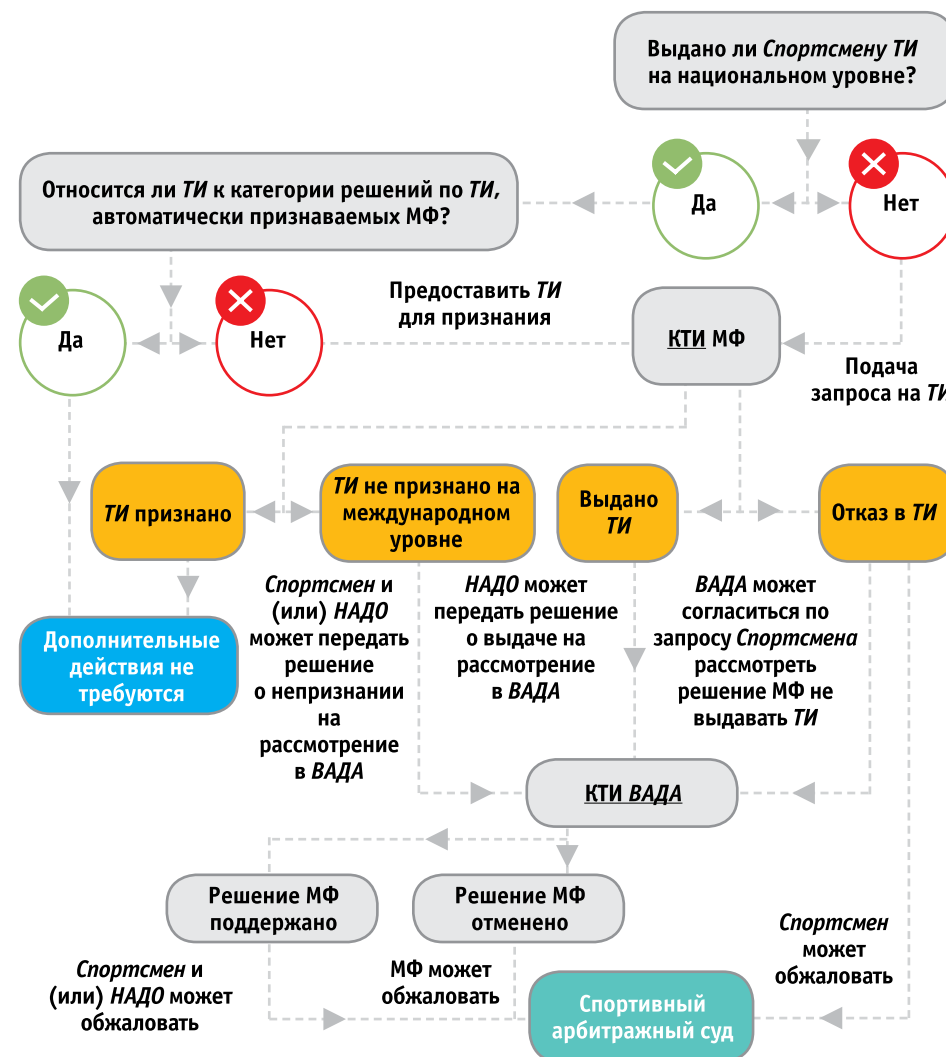 Выдано ли Спортсмену ТИ
на национальном уровне?
Относится ли ТИ к категории решений по ТИ,
автоматически признаваемых МФ?
Да
Нет
Да
Нет
Предоставить ТИ
для признания
КТИ МФ
Подача
запроса на ТИ
ТИ признано
ТИ не признано на
международном
уровне
Выдано
ТИ
Отказ в ТИ
Дополнительные
действия не
требуются
Спортсмен и
(или) НАДО
может передать
решение
о непризнании
на
рассмотрение
в ВАДА
НАДО может
передать решение
о выдаче на
рассмотрение
в ВАДА
ВАДА может
согласиться по
запросу Спортсмена
рассмотреть
решение МФ не
выдавать ТИ
КТИ ВАДА
Решение МФ
поддержано
Решение МФ
отменено
Спортсмен и
(или) НАДО может
обжаловать
МФ может
обжаловать
Спортсмен
может
обжаловать
Спортивный
арбитражный суд